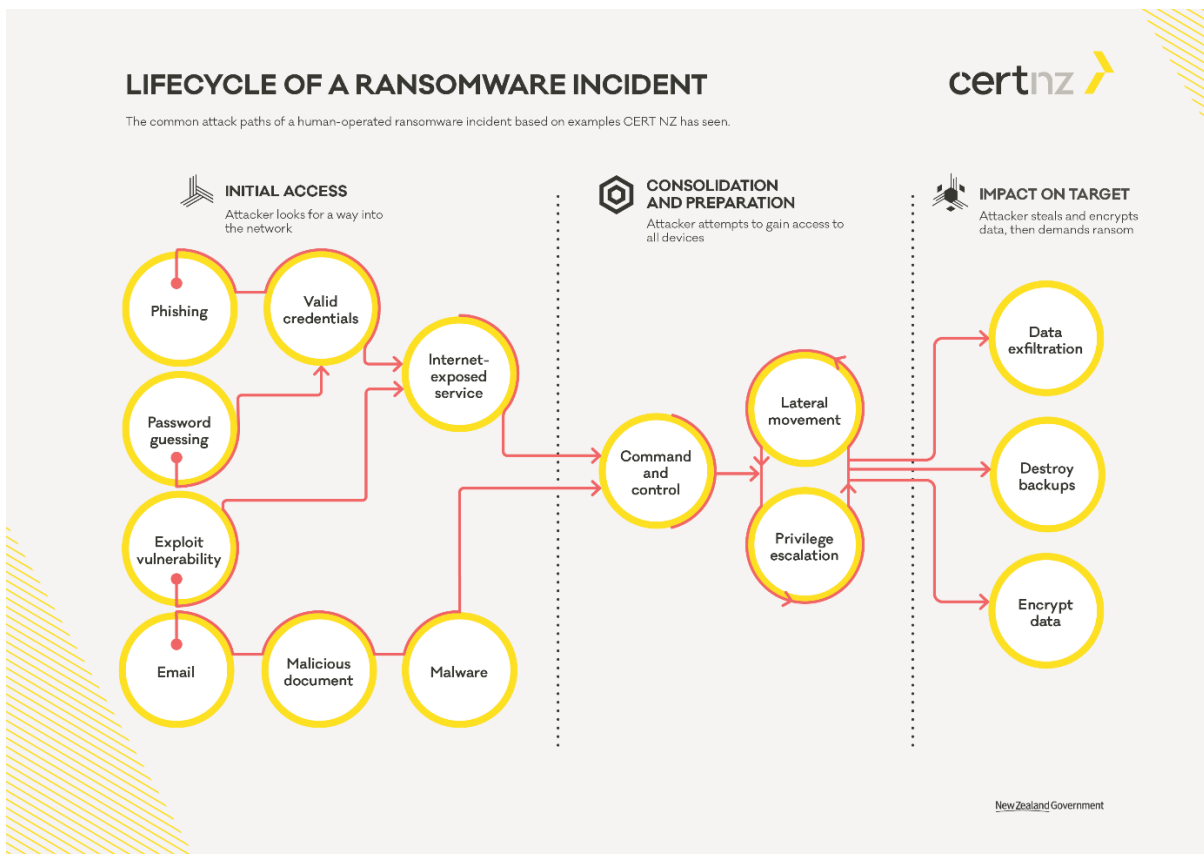 LIFECYCLE OF A RANSOMWARE INCIDENT
certnz
The common attack paths of a human-operated ransomware incident based on examples CERT NZ has seen.
INITIAL ACCESS
Attacker looks for a way into
the network
CONSOLIDATION
AND PREPARATION
Attacker attempts to gain access to
all devices
IMPACT ON TARGET
Attacker steals and encrypts
data, then demands ransom
Phishing
Valid
credentials
Internet-
exposed
service
Password
guessing
Exploit
vulnerability
Email
Malicious
document
Malware
Command
and
control
Lateral
movement
Privilege
escalation
Data
exfiltration
Destroy
backups
Encrypt
data
New Zealand Government